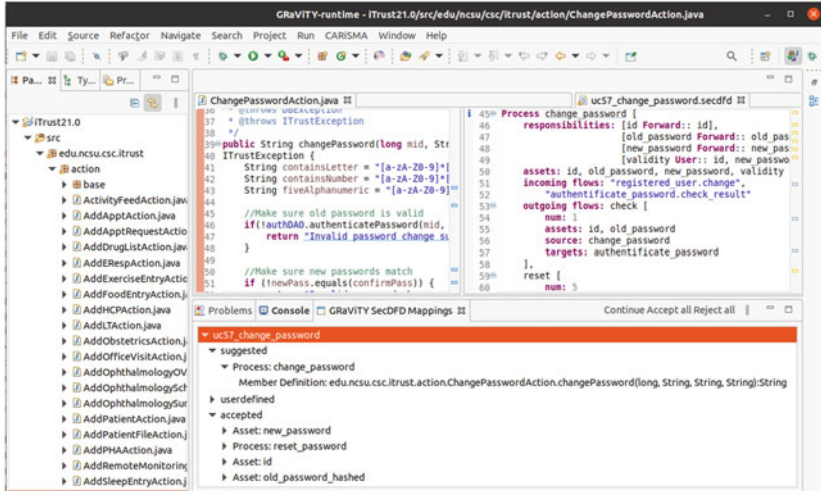 GRaViTY-runtime - iTrust21.0/src/edu/ncsu/csc/itrust/action/ChangePasswordAction.java
File Edit Source Refactor Navigate Search Project Run CARiSMA Window Help
Pa... Ty... Pr...
iTrust21.0
src
edu.ncsu.csc.itrust
action
base
ActivityFeedAction.java
AddApptAction.java
AddApptRequestActio
AddDrugListAction.java
AddERespAction.java
AddExerciseEntryActio
AddFoodEntryAction.j
AddHCPAction.java
AddLTAction.java
AddObstetricsAction.j
AddOfficeVisitAction.j
AddOphthalmologyOV
AddOphthalmologySch
AddOphthalmologySur
AddPatientAction.java
AddPatientFileAction.j
AddPHAAction.java
AddRemoteMonitoring
AddSleepEntryAction.j
ChangePasswordAction.java
36 * @throws DBException
37 * @throws ITrustException
38 */
39 public String changePassword(long mid, Str
40 ITrustException {
41 String containsLetter = "[a-zA-Z0-9]*[
42 String containsNumber = "[a-zA-Z0-9]*[
43 String fiveAlphanumeric = "[a-zA-Z0-9]
44
45 //Make sure old password is valid
46 if(!authDAO.authenticatePassword(mid,
47 return "Invalid password change su
48 }
49
50 //Make sure new passwords match
51 if (!newPass.equals(confirmPass)) {
uc57_change_password.secdfd
45 Process change_password [
46 responsibilities: [id Forward:: id],
47 [old_password Forward:: old_pas
48 [new_password Forward:: new_pas
49 [validity User:: id, new_passwo
50 assets: id, old_password, new_password, validity
51 incoming flows: "registered_user.change",
52 "authenticate_password.check_result"
53 outgoing flows: check [
54 num: 1
55 assets: id, old_password
56 source: change_password
57 targets: authenticate_password
58 ],
59 reset [
60 num: 5
Problems Console GRaViTY SecDFD Mappings Continue Accept all Reject all
uc57_change_password
suggested
Process: change_password
Member Definition: edu.ncsu.csc.itrust.action.ChangePasswordAction.changePassword(long, String, String, String):String
userdefined
accepted
Asset: new_password
Process: reset_password
Asset: id
Asset: old_password_hashed